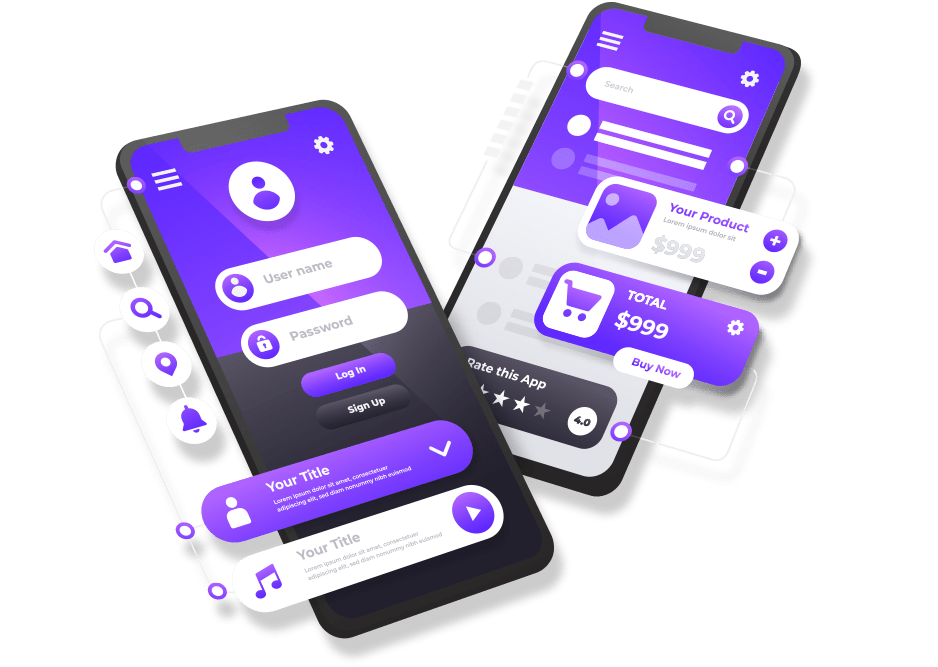 User name
Password
Log In
Sign Up
Your Title
Lorem ipsum dolor sit amet, consectetuer
adipiscing elit, sed diam nonummy nibh euismod
Your Title
Lorem ipsum dolor sit amet, consectetuer
adipiscing elit, sed diam nonummy nibh euismod
Search
Your Product
Lorem ipsum dolor sit
$999
TOTAL
$999
Buy Now
Rate this App
4.0